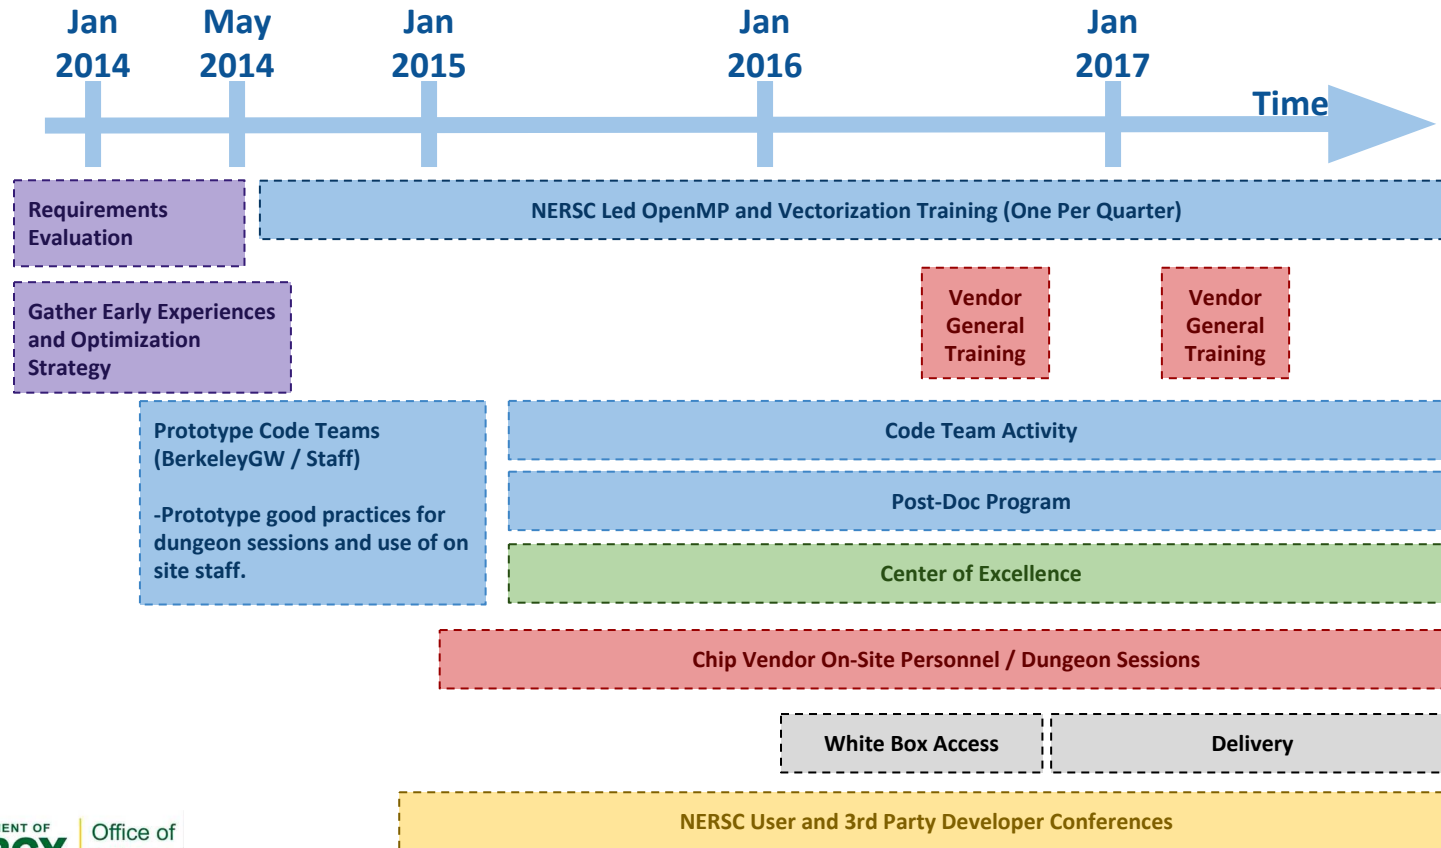 Jan
2014
May
2014
Jan
2015
Jan
2016
Jan
2017
Time
Requirements
Evaluation
NERSC Led OpenMP and Vectorization Training (One Per Quarter)
Gather Early Experiences
and Optimization
Strategy
Vendor
General
Training
Vendor
General
Training
Prototype Code Teams
(BerkeleyGW / Staff)
-Prototype good practices for
dungeon sessions and use of on
site staff.
Code Team Activity
Post-Doc Program
Center of Excellence
Chip Vendor On-Site Personnel / Dungeon Sessions
White Box Access
Delivery
NERSC User and 3rd Party Developer Conferences
Office of